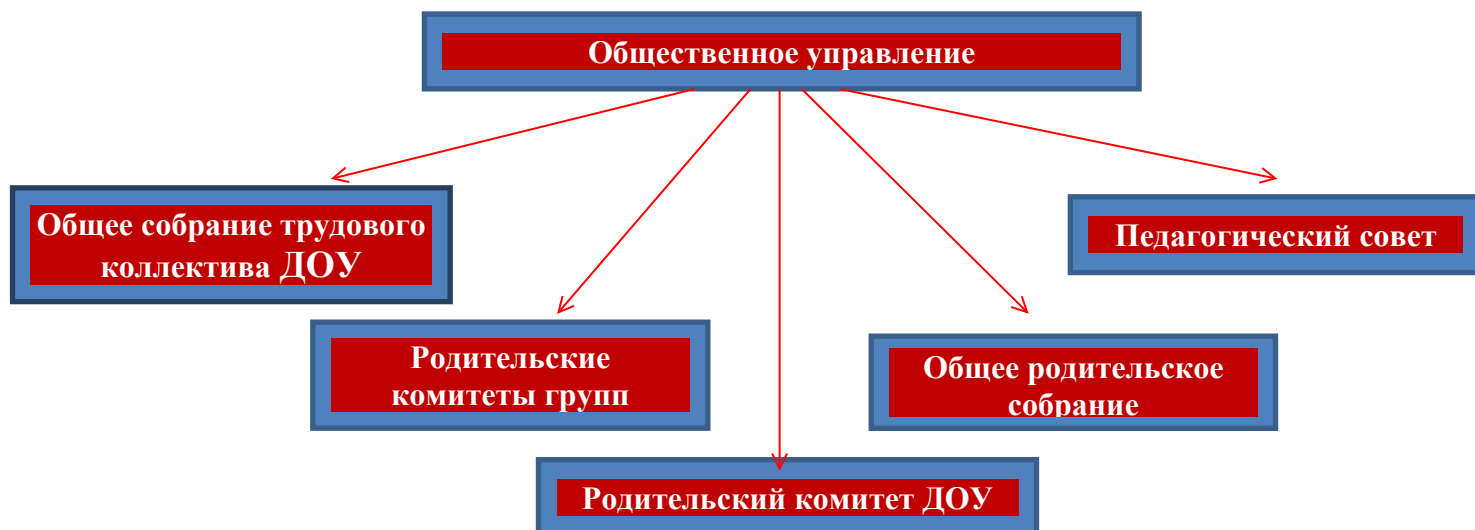 Общественное управление
Общее собрание трудового
коллектива ДОУ
Педагогический совет
Родительские
комитеты групп
Общее родительское
собрание
Родительский комитет ДОУ